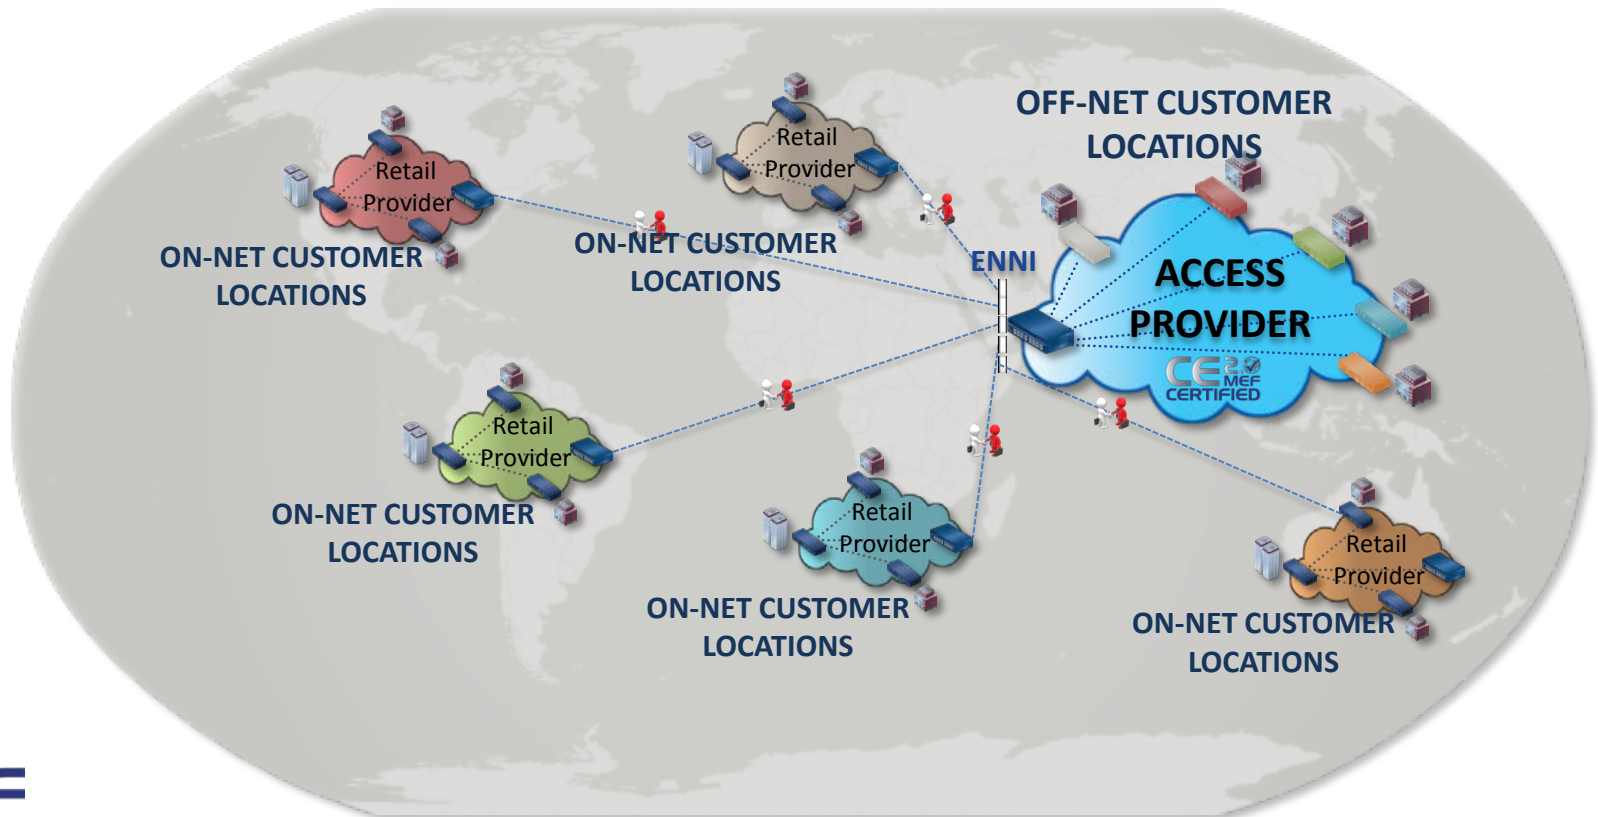 OFF-NET CUSTOMER
LOCATIONS
Retail
Provider
ON-NET CUSTOMER
LOCATIONS
Retail
Provider
ON-NET CUSTOMER
LOCATIONS
ENNI
ACCESS
PROVIDER
CE 2.0
MEF
CERTIFIED
Retail
Provider
ON-NET CUSTOMER
LOCATIONS
Retail
Provider
ON-NET CUSTOMER
LOCATIONS
Retail
Provider
ON-NET CUSTOMER
LOCATIONS